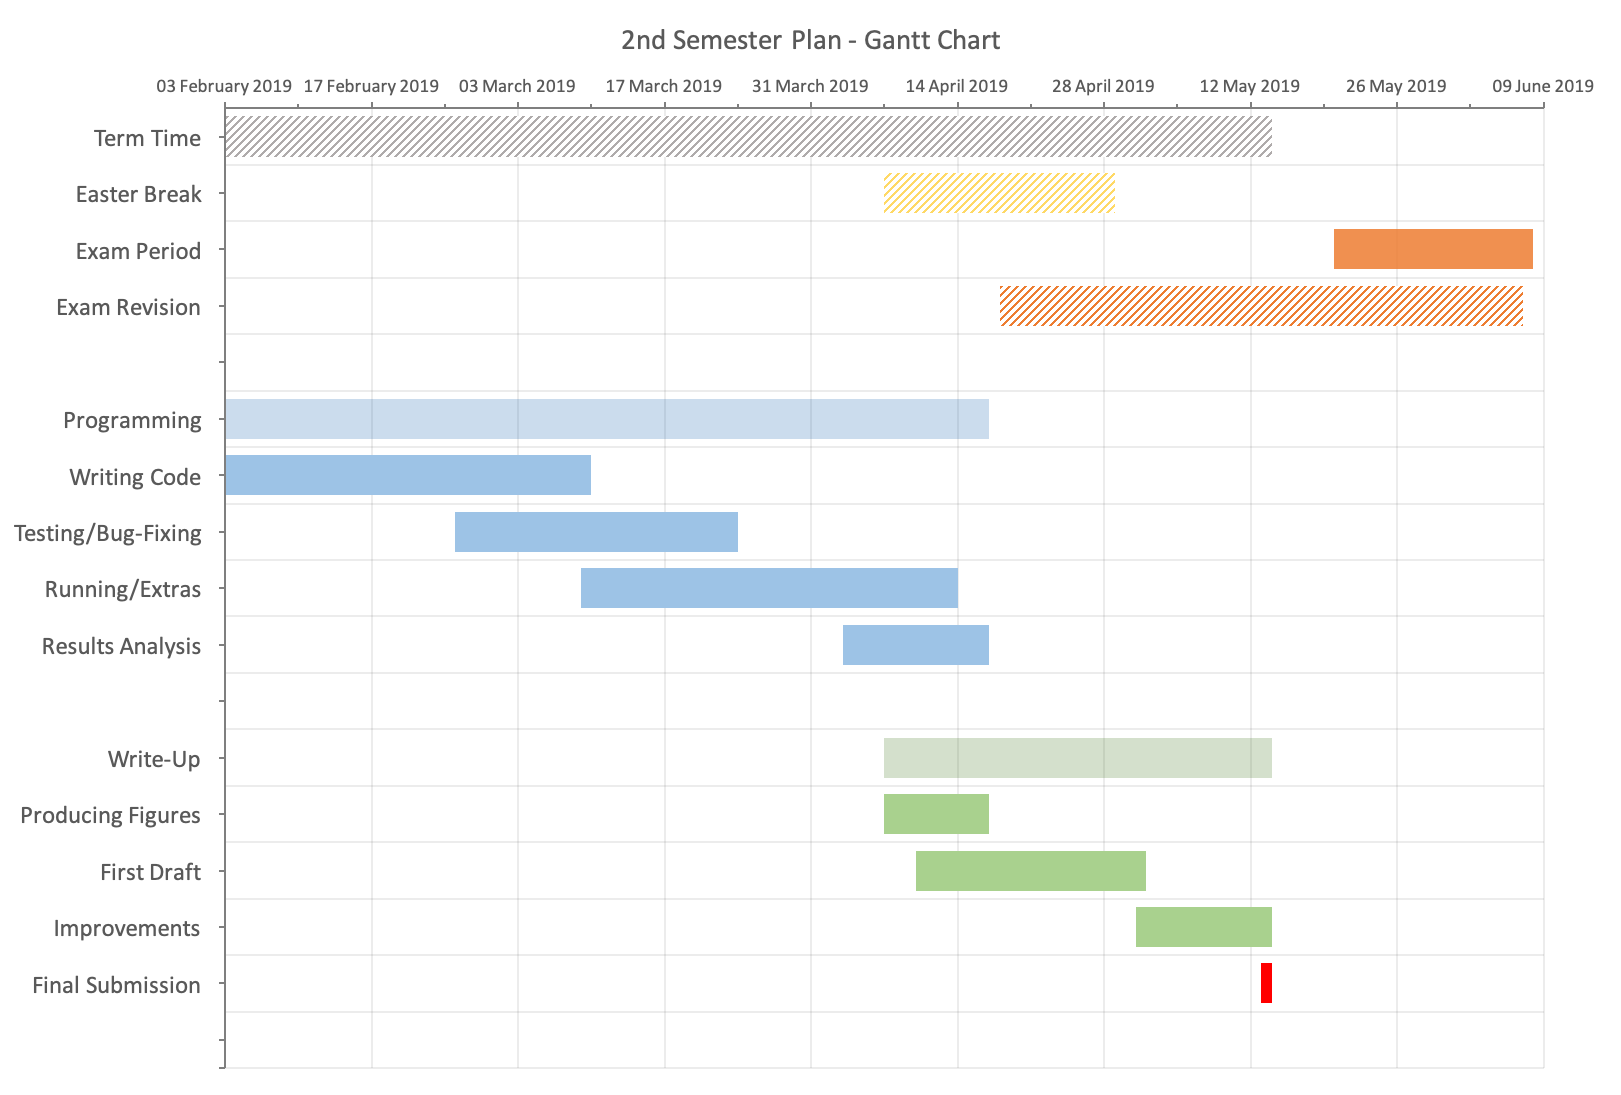 2nd Semester Plan - Gantt Chart
03 February 2019 17 February 2019 03 March 2019 17 March 2019 31 March 2019 14 April 2019 28 April 2019 12 May 2019 26 May 2019 09 June 2019
Term Time
Easter Break
Exam Period
Exam Revision
Programming
Writing Code
Testing/Bug-Fixing
Running/Extras
Results Analysis
Write-Up
Producing Figures
First Draft
Improvements
Final Submission